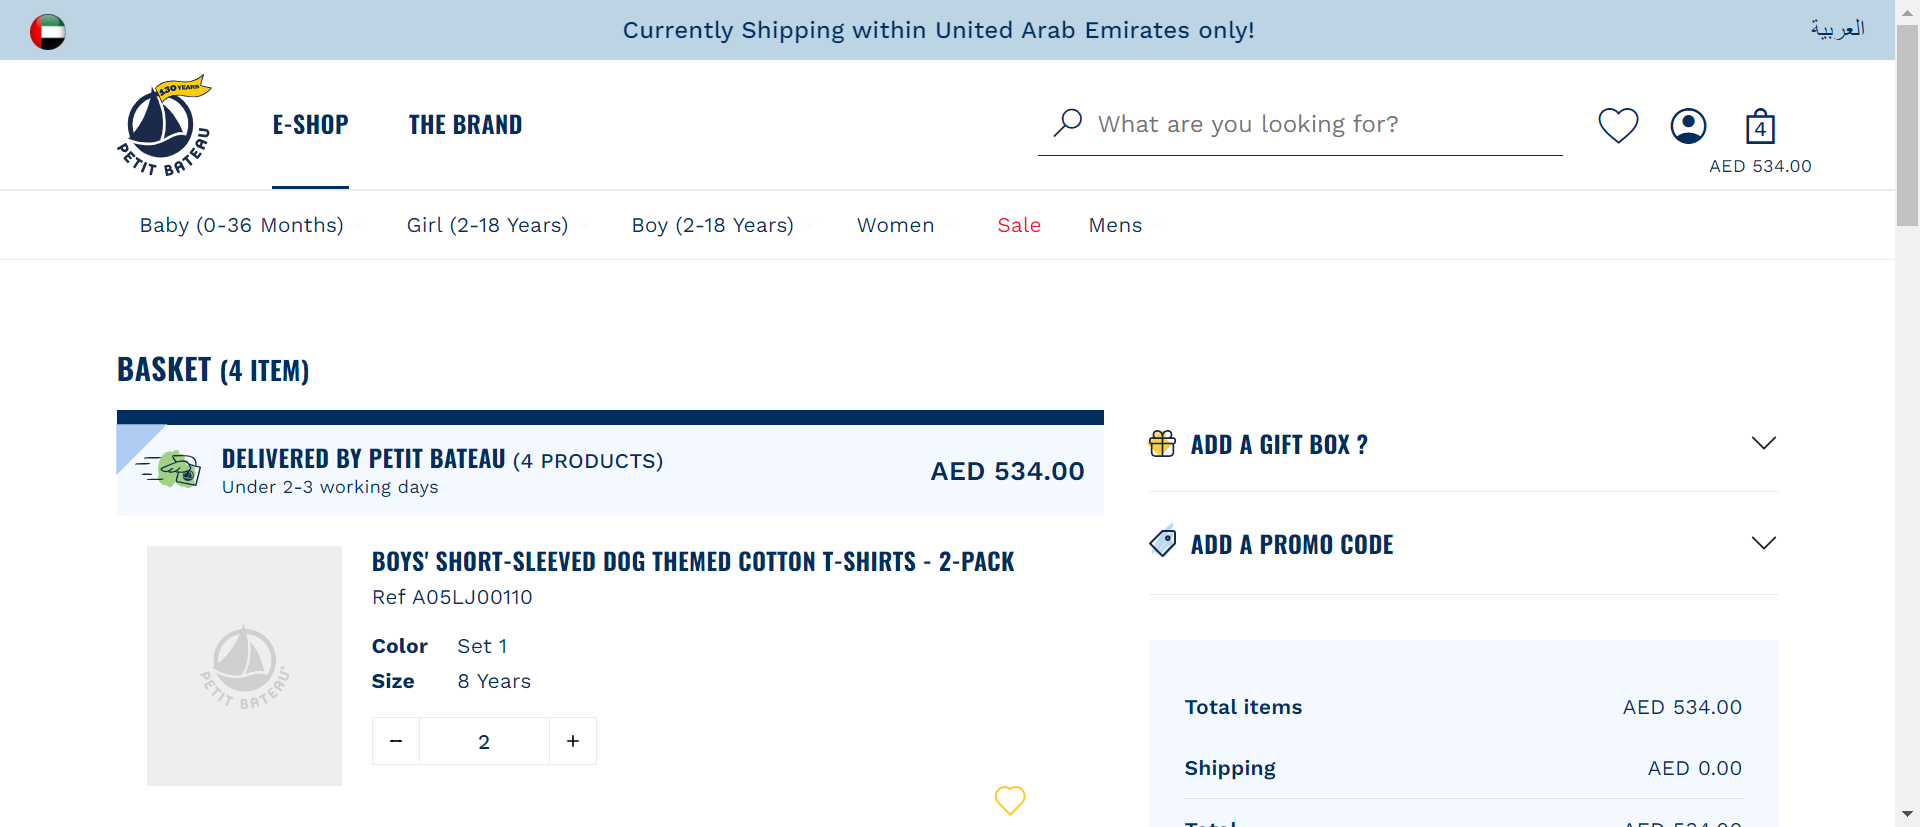 Currently Shipping within United Arab Emirates only!
العربية
130 YEARS
PETIT BATEAU
E-SHOP
THE BRAND
What are you looking for?
4
AED 534.00
Baby (0-36 Months)
Girl (2-18 Years)
Boy (2-18 Years)
Women
Sale
Mens
BASKET (4 ITEM)
DELIVERED BY PETIT BATEAU (4 PRODUCTS)
Under 2-3 working days
AED 534.00
PETIT BATEAU
BOYS' SHORT-SLEEVED DOG THEMED COTTON T-SHIRTS - 2-PACK
Ref A05LJ00110
Color Set 1
Size 8 Years
− 2 +
ADD A GIFT BOX ?
ADD A PROMO CODE
Total items AED 534.00
Shipping AED 0.00
Total AED 534.00